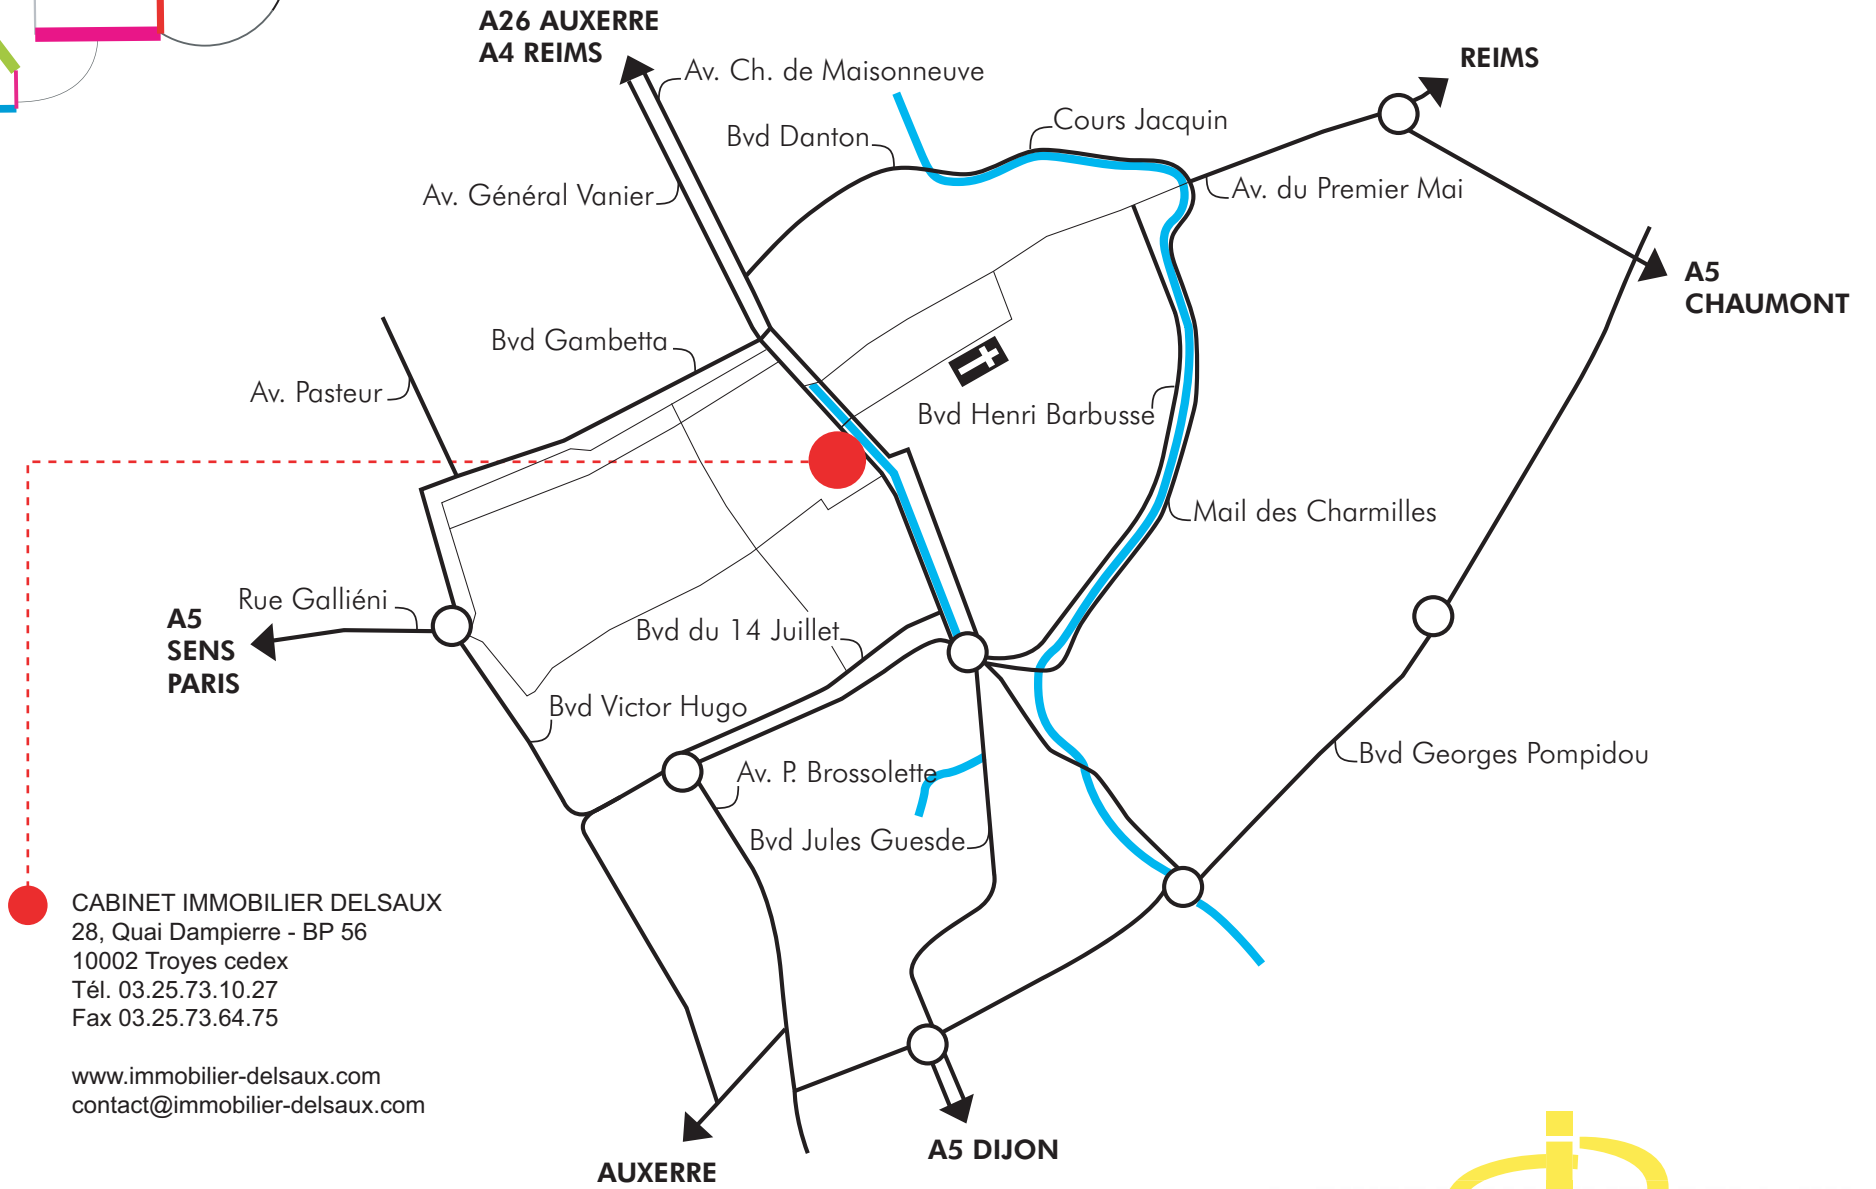 A26 AUXERRE
A4 REIMS
REIMS
Av. Ch. de Maisonneuve
Cours Jacquin
Bvd Danton
Av. du Premier Mai
Av. Général Vanier
A5
CHAUMONT
Bvd Gambetta
Av. Pasteur
Bvd Henri Barbusse
Mail des Charmilles
Rue Galliéni
A5
SENS
PARIS
Bvd du 14 Juillet
Bvd Victor Hugo
Bvd Georges Pompidou
Av. P. Brossolette
Bvd Jules Guesde
CABINET IMMOBILIER DELSAUX
28, Quai Dampierre - BP 56
10002 Troyes cedex
Tél. 03.25.73.10.27
Fax 03.25.73.64.75
www.immobilier-delsaux.com
contact@immobilier-delsaux.com
A5 DIJON
AUXERRE